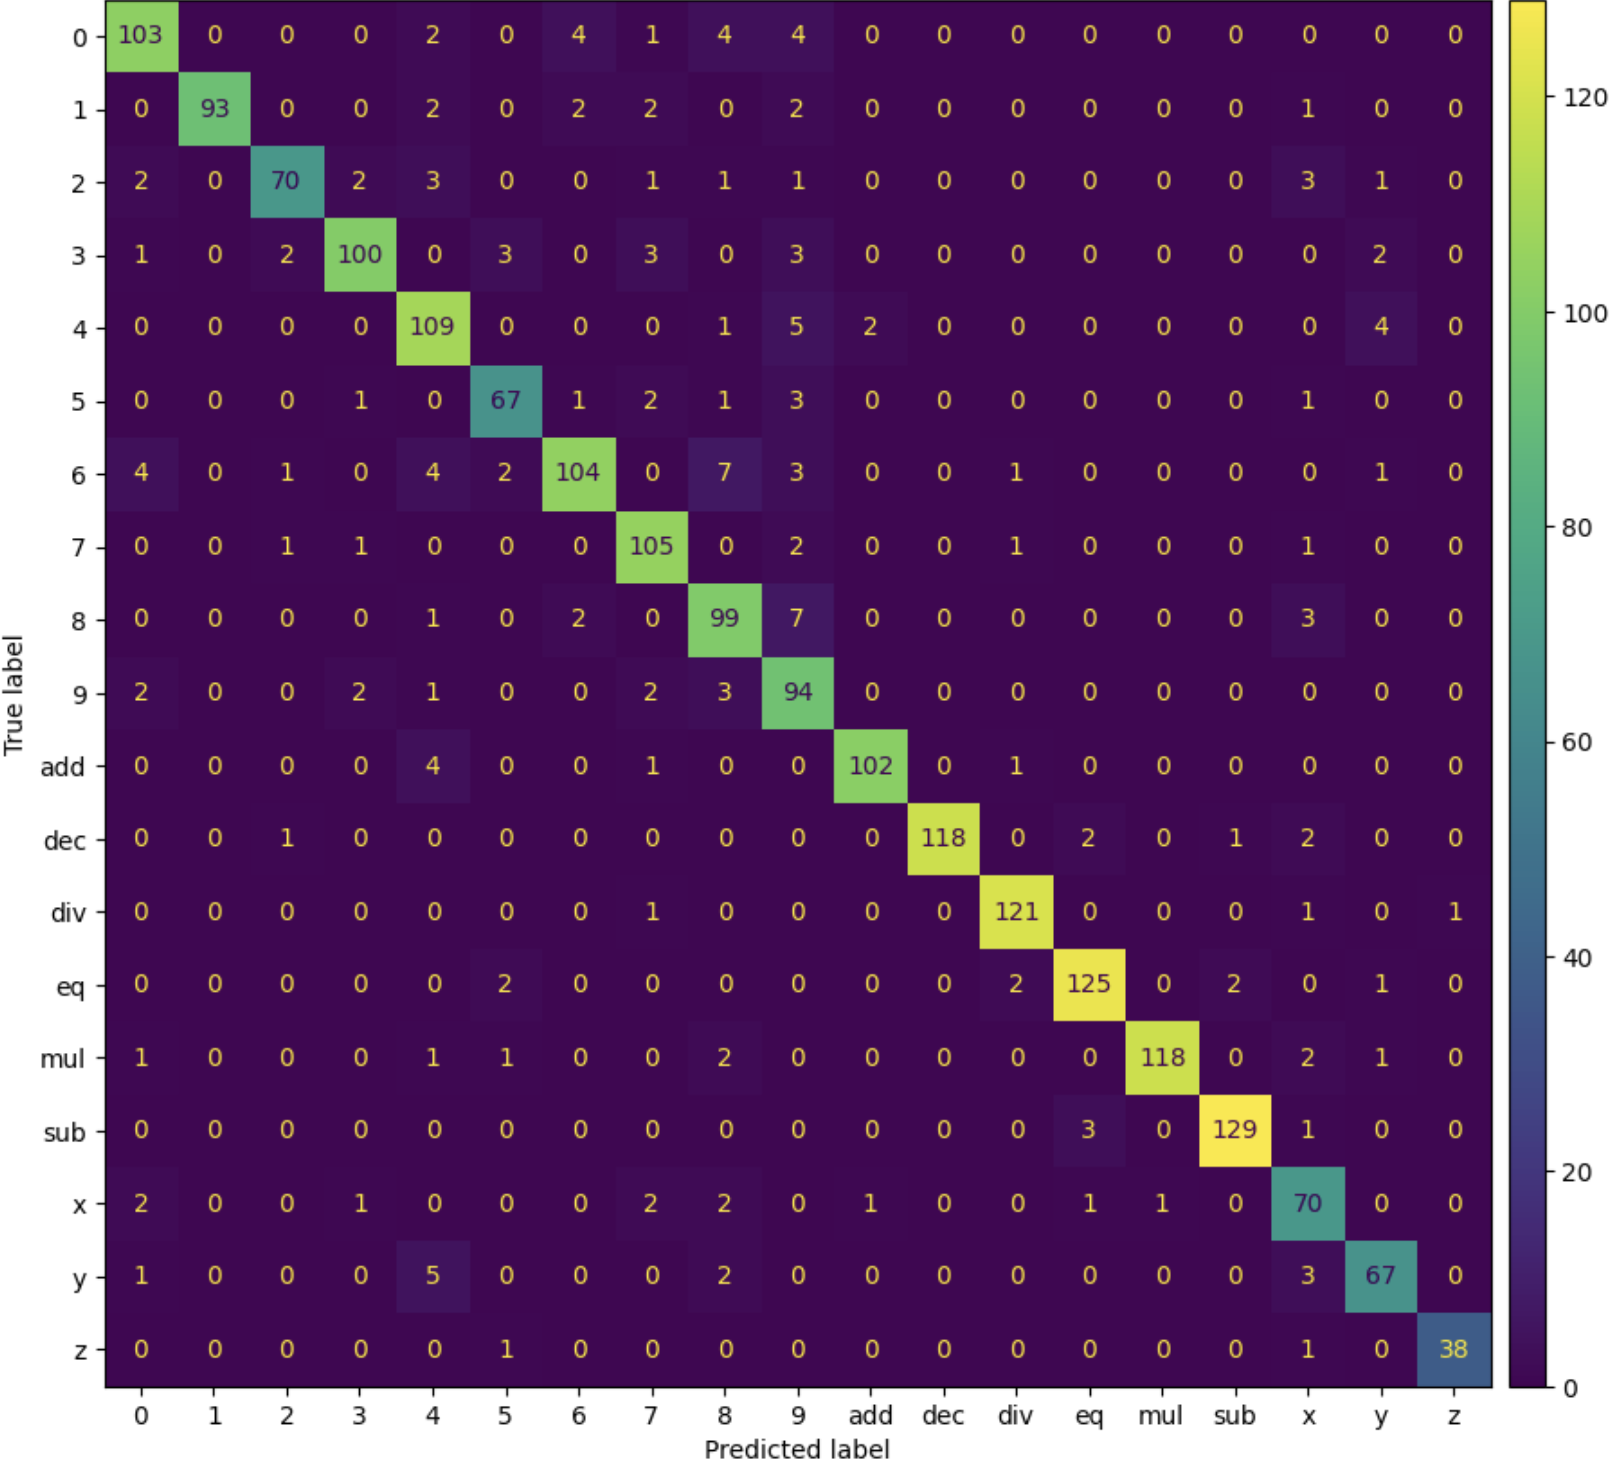 0 103 0 0 0 2 0 4 1 4 4 0 0 0 0 0 0 0 0 0
1 0 93 0 0 2 0 2 2 0 2 0 0 0 0 0 0 1 0 0
120
2 2 0 70 2 3 0 0 1 1 1 0 0 0 0 0 0 3 1 0
3 1 0 2 100 0 3 0 3 0 3 0 0 0 0 0 0 0 2 0
100
4 0 0 0 0 109 0 0 0 1 5 2 0 0 0 0 0 0 4 0
5 0 0 0 1 0 67 1 2 1 3 0 0 0 0 0 0 1 0 0
6 4 0 1 0 4 2 104 0 7 3 0 0 1 0 0 0 0 1 0
80
7 0 0 1 1 0 0 0 105 0 2 0 0 1 0 0 0 1 0 0
8 0 0 0 0 1 0 2 0 99 7 0 0 0 0 0 0 3 0 0
True label
9 2 0 0 2 1 0 0 2 3 94 0 0 0 0 0 0 0 0 0
60
add 0 0 0 0 4 0 0 1 0 0 102 0 1 0 0 0 0 0 0
dec 0 0 1 0 0 0 0 0 0 0 0 118 0 2 0 1 2 0 0
div 0 0 0 0 0 0 0 1 0 0 0 0 121 0 0 0 1 0 1
40
eq 0 0 0 0 0 2 0 0 0 0 0 0 2 125 0 2 0 1 0
mul 1 0 0 0 1 1 0 0 2 0 0 0 0 0 118 0 2 1 0
sub 0 0 0 0 0 0 0 0 0 0 0 0 0 3 0 129 1 0 0
20
x 2 0 0 1 0 0 0 2 2 0 1 0 0 1 1 0 70 0 0
y 1 0 0 0 5 0 0 0 2 0 0 0 0 0 0 0 3 67 0
z 0 0 0 0 0 1 0 0 0 0 0 0 0 0 0 0 1 0 38
0
0 1 2 3 4 5 6 7 8 9 add dec div eq mul sub x y z
Predicted label